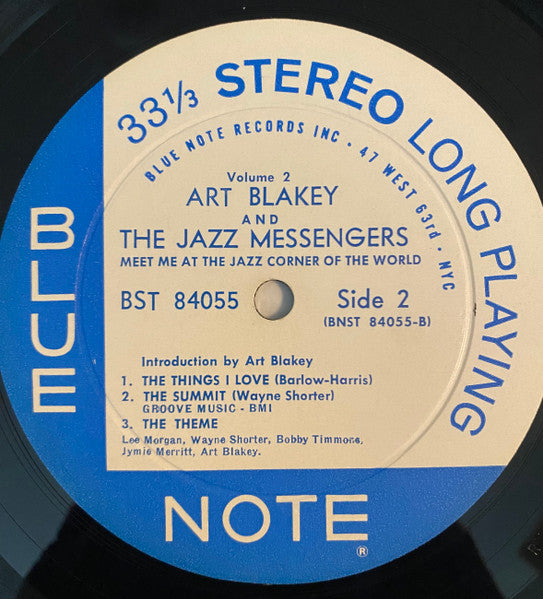 33⅓ STEREO LONG PLAYING
BLUE NOTE RECORDS INC · 47 WEST 63rd · NYC
Volume 2
ART BLAKEY
AND
THE JAZZ MESSENGERS
MEET ME AT THE JAZZ CORNER OF THE WORLD
BST 84055
Side 2
(BNST 84055-B)
Introduction by Art Blakey
1. THE THINGS I LOVE (Barlow-Harris)
2. THE SUMMIT (Wayne Shorter)
GROOVE MUSIC - BMI
3. THE THEME
Lee Morgan, Wayne Shorter, Bobby Timmons,
Jymie Merritt, Art Blakey.
BLUE
NOTE ®